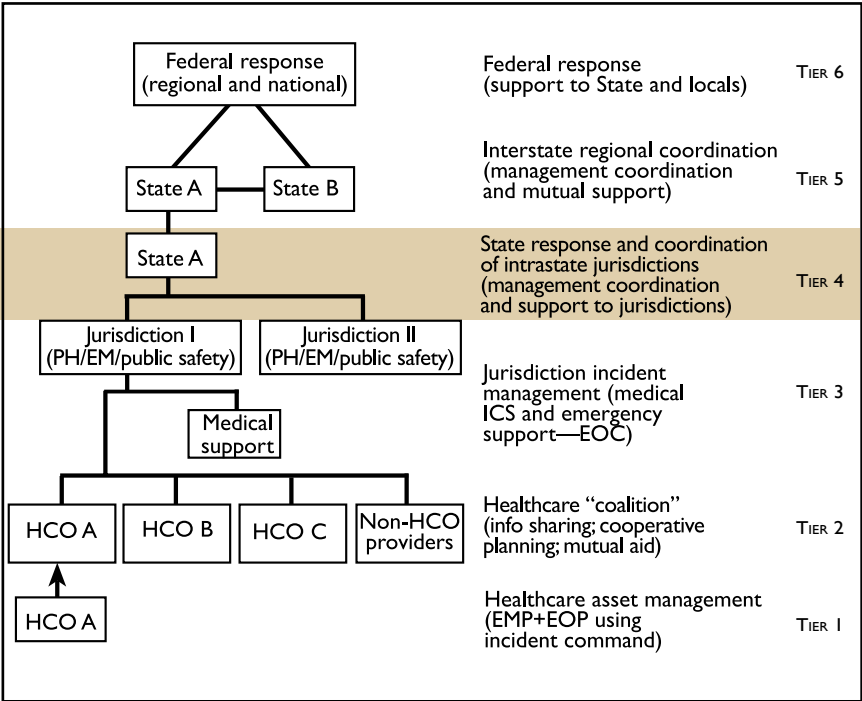 Federal response
(regional and national)
Federal response
(support to State and locals)
TIER 6
State A
State B
Interstate regional coordination
(management coordination
and mutual support)
TIER 5
State A
State response and coordination
of intrastate jurisdictions
(management coordination
and support to jurisdictions)
TIER 4
Jurisdiction I
(PH/EM/public safety)
Jurisdiction II
(PH/EM/public safety)
Medical
support
Jurisdiction incident
management (medical
ICS and emergency
support—EOC)
TIER 3
HCO A
HCO B
HCO C
Non-HCO
providers
Healthcare “coalition”
(info sharing; cooperative
planning; mutual aid)
TIER 2
HCO A
Healthcare asset management
(EMP+EOP using
incident command)
TIER 1